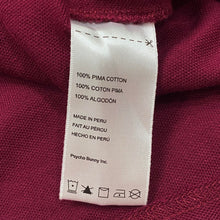 100% PIMA COTTON
100% COTON PIMA
100% ALGODÓN
MADE IN PERU
FAIT AU PÉROU
HECHO EN PERÚ
Psycho Bunny Inc.